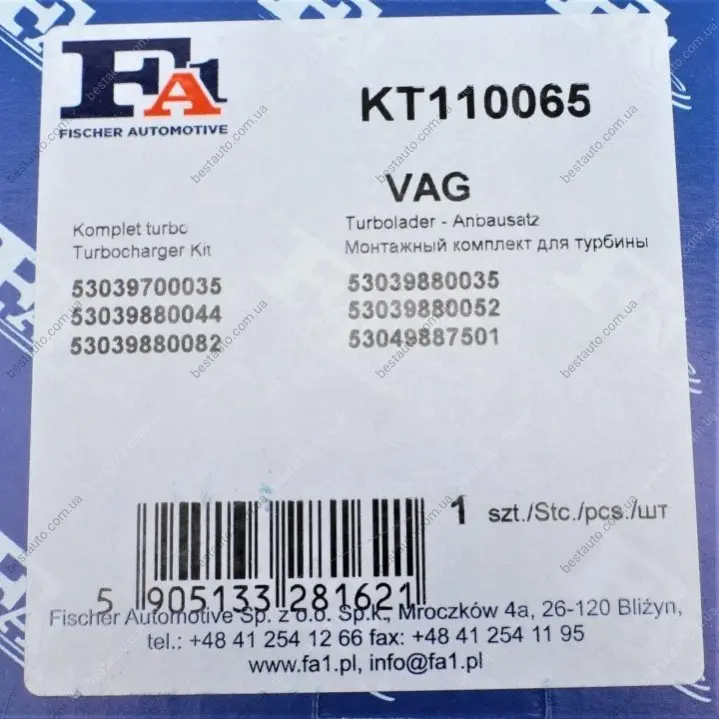 FA1
FISCHER AUTOMOTIVE
KT110065
VAG
Komplet turbo
Turbocharger Kit
Turbolader - Anbausatz
Монтажный комплект для турбины
53039700035
53039880044
53039880082
53039880035
53039880052
53049887501
1 szt./Stc./pcs./шт
5 905133 281621
Fischer Automotive Sp. z o.o. Sp.k., Mroczków 4a, 26-120 Bliżyn,
tel.: +48 41 254 12 66 fax: +48 41 254 11 95
www.fa1.pl, info@fa1.pl
bestauto.com.ua